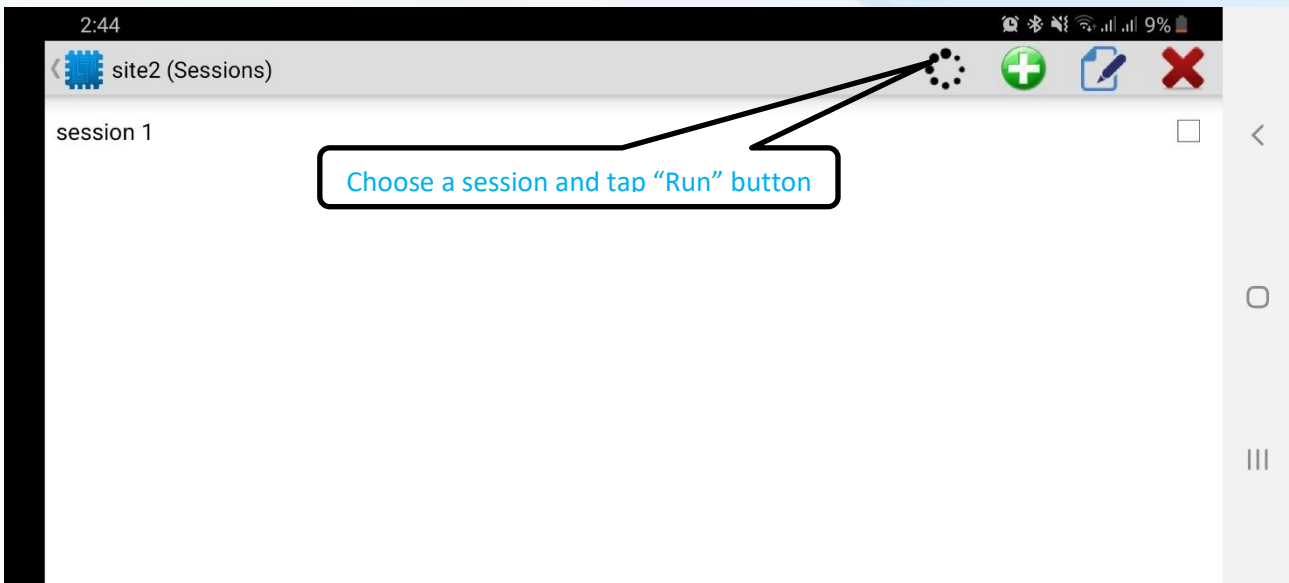 2:44
9%
site2 (Sessions)
session 1
Choose a session and tap “Run” button